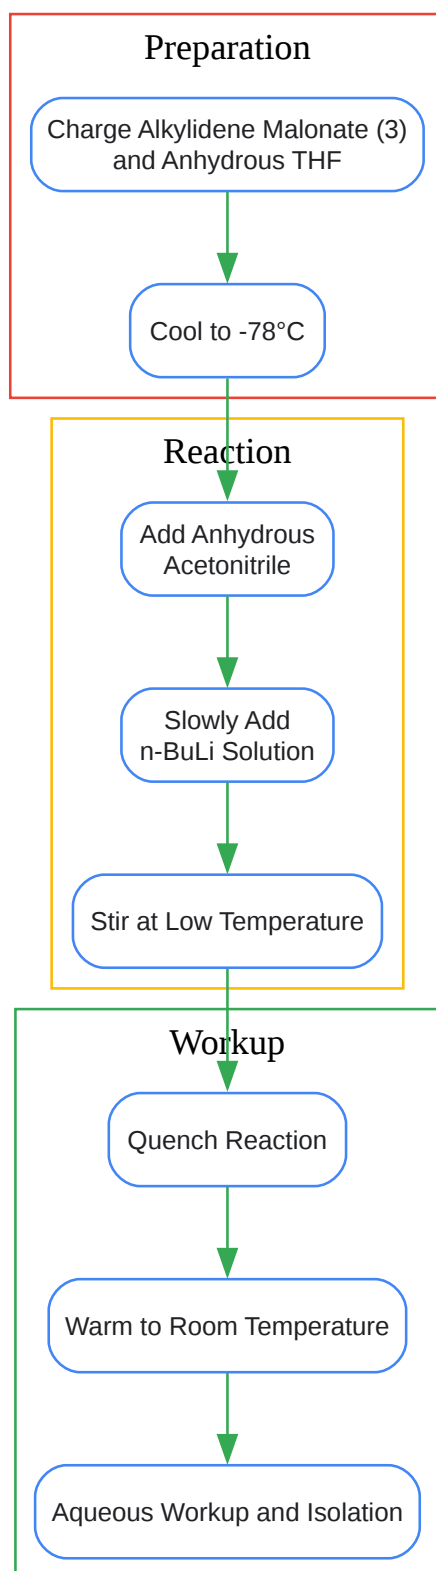 Preparation
Charge Alkylidene Malonate (3)
and Anhydrous THF
Cool to -78°C
Reaction
Add Anhydrous
Acetonitrile
Slowly Add
n-BuLi Solution
Stir at Low Temperature
Workup
Quench Reaction
Warm to Room Temperature
Aqueous Workup and Isolation